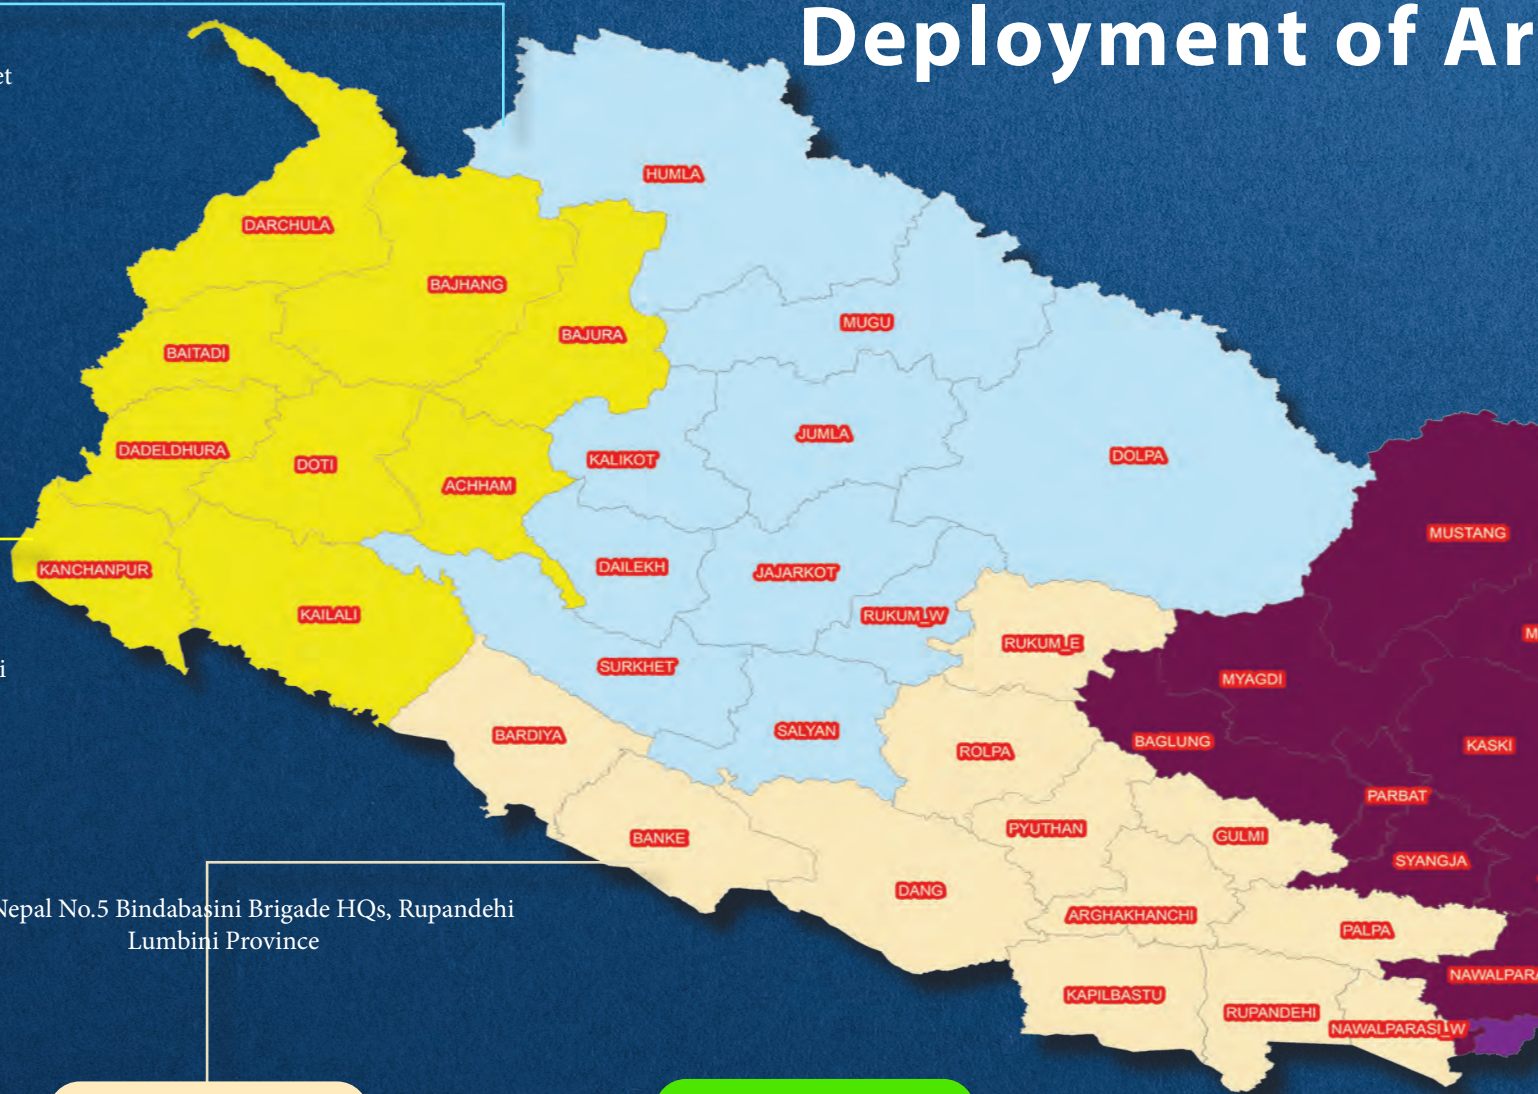 Deployment of Ar
et
HUMLA
DARCHULA
BAJHANG
MUGU
BAJURA
BAITADI
JUMLA
DADELDHURA
DOTI
KALIKOT
DOLPA
ACHHAM
MUSTANG
KANCHANPUR
DAILEKH
JAJARKOT
KAILALI
RUKUM_W
M
RUKUM_E
i
SURKHET
MYAGDI
BARDIYA
SALYAN
BAGLUNG
ROLPA
KASKI
PARBAT
BANKE
PYUTHAN
GULMI
SYANGJA
DANG
Nepal No.5 Bindabasini Brigade HQs, Rupandehi
Lumbini Province
ARGHAKHANCHI
PALPA
NAWALPARA
KAPILBASTU
RUPANDEHI
NAWALPARASI_W